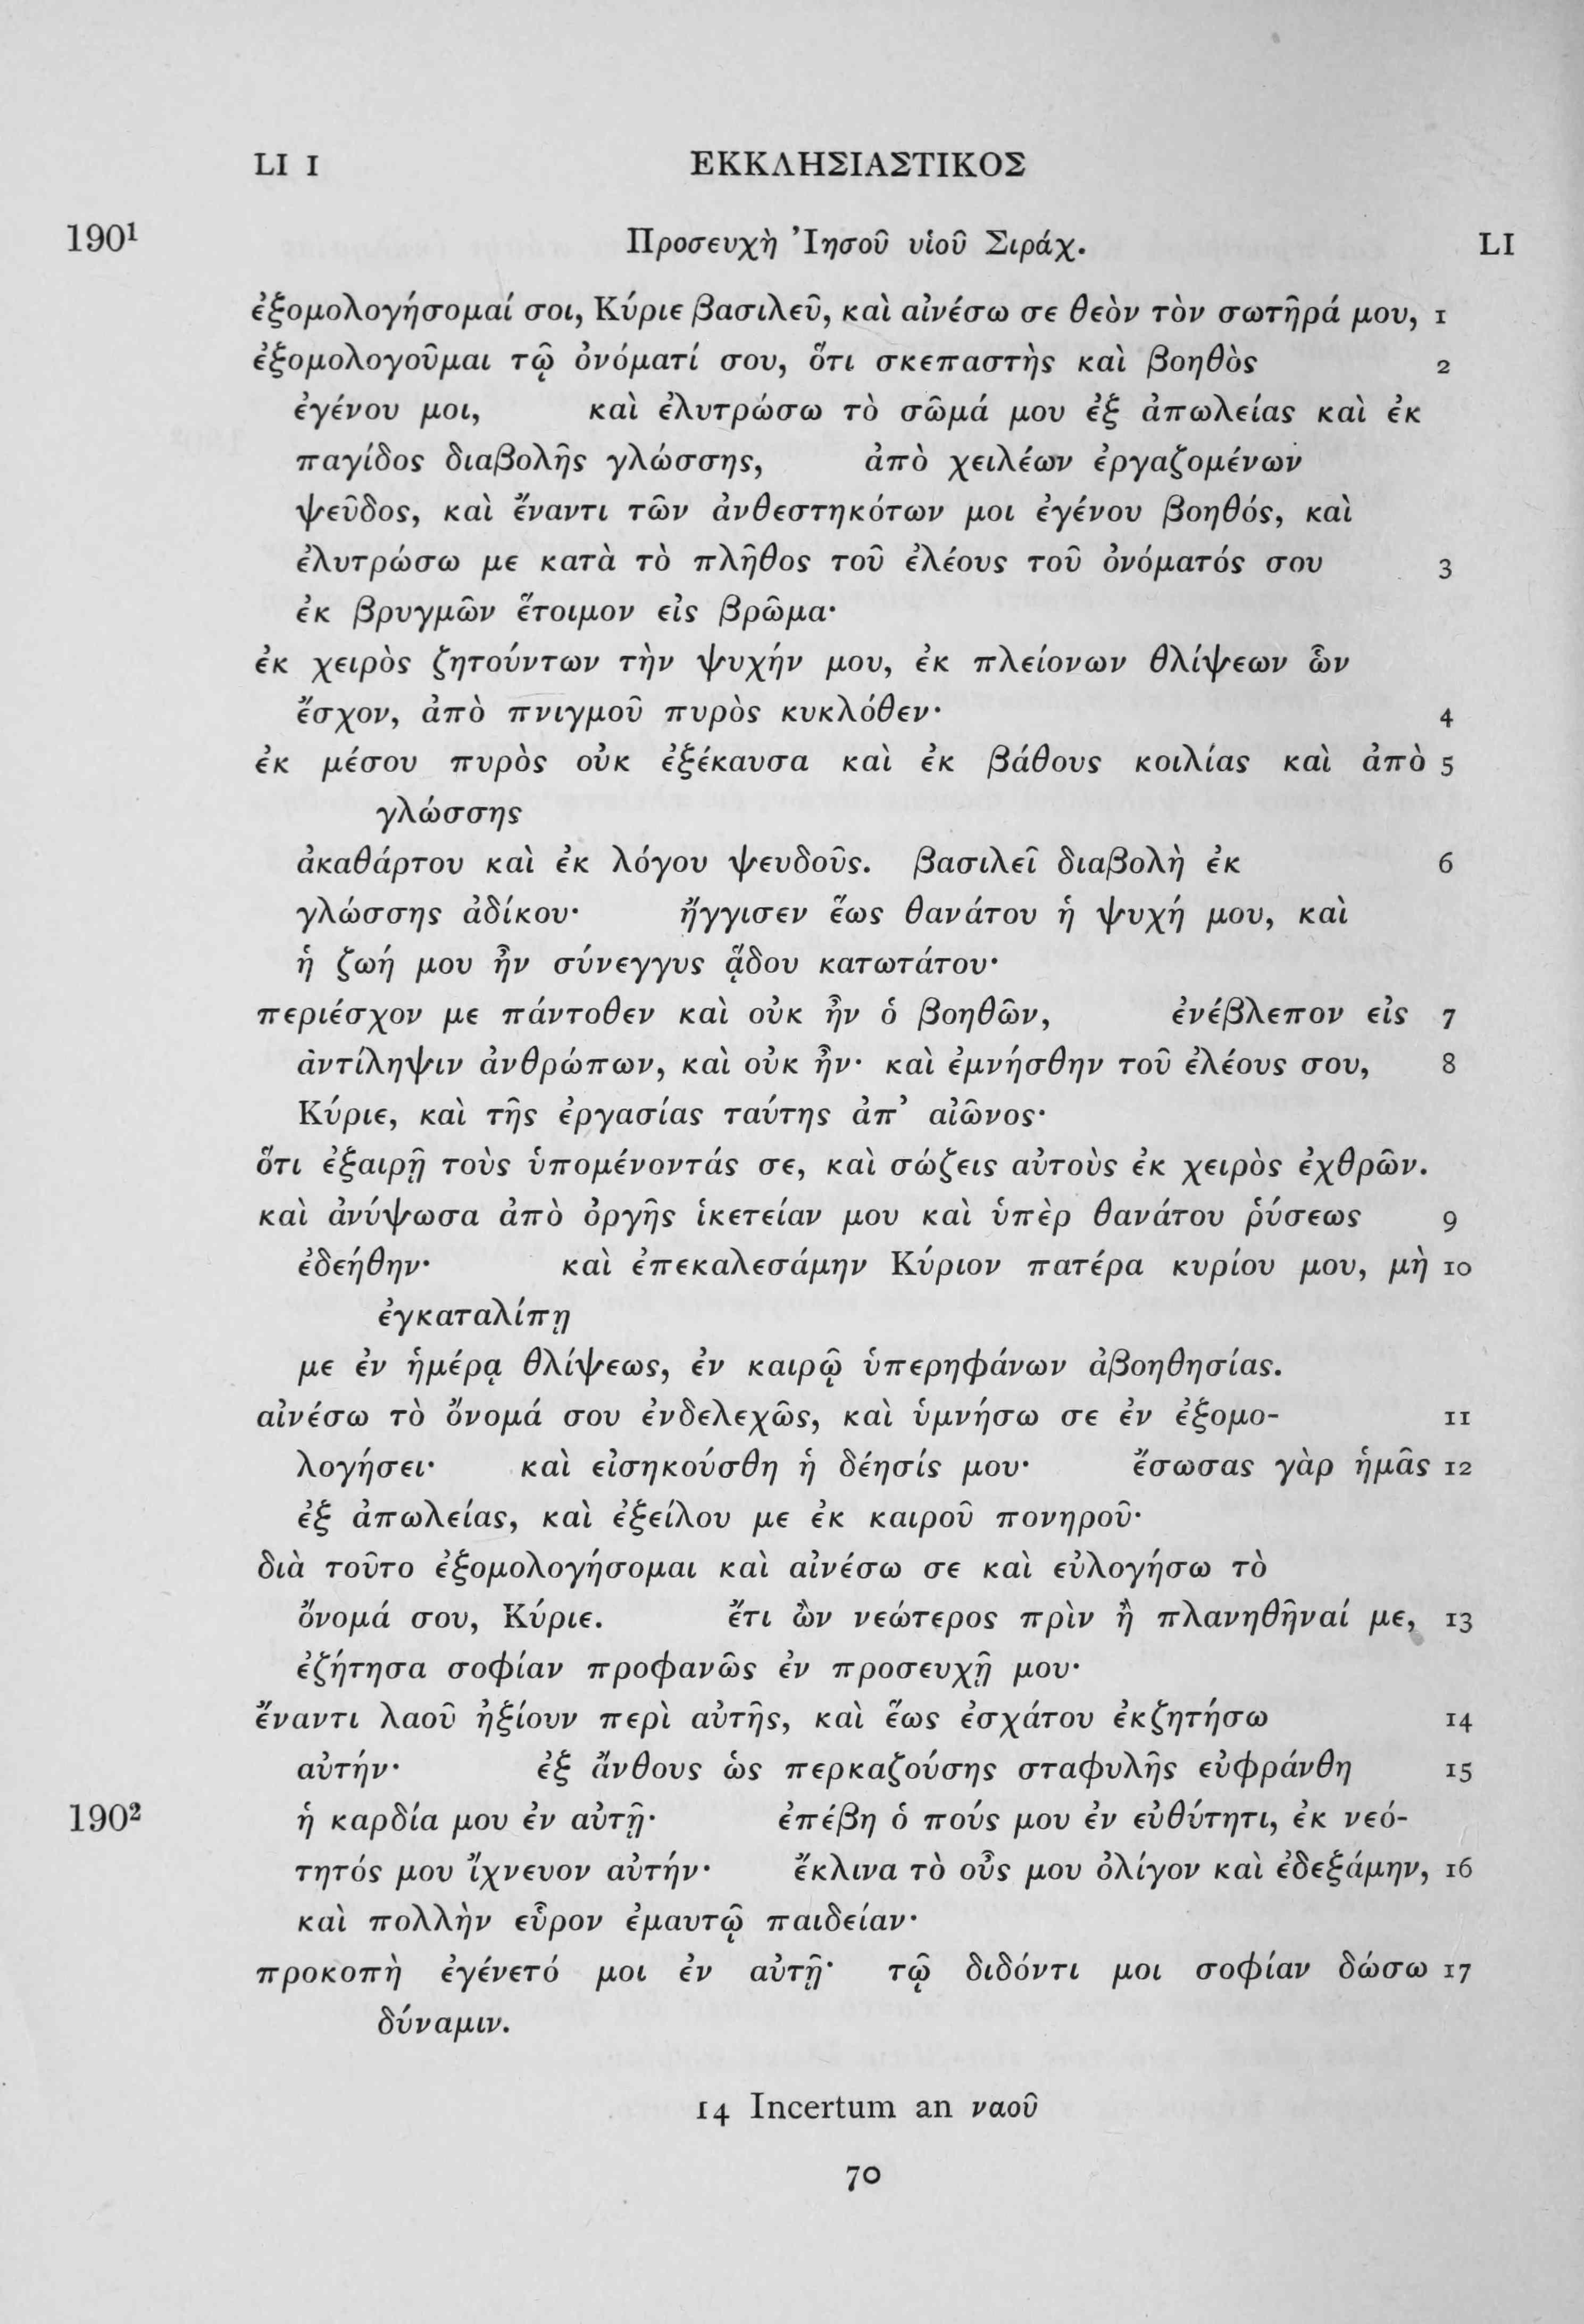 LI 1 ΕΚΚΛΗΣΙΑΣΤΙΚΟΣ
190¹ Προσευχὴ Ἰησοῦ υἱοῦ Σιράχ. LI
ἐξομολογήσομαί σοι, Κύριε βασιλεῦ, καὶ αἰνέσω σε θεὸν τὸν σωτῆρά μου, 1
ἐξομολογοῦμαι τῷ ὀνόματί σου, ὅτι σκεπαστὴς καὶ βοηθὸς 2
ἐγένου μοι, καὶ ἐλυτρώσω τὸ σῶμά μου ἐξ ἀπωλείας καὶ ἐκ
παγίδος διαβολῆς γλώσσης, ἀπὸ χειλέων ἐργαζομένων
ψεῦδος, καὶ ἔναντι τῶν ἀνθεστηκότων μοι ἐγένου βοηθός, καὶ
ἐλυτρώσω με κατὰ τὸ πλῆθος τοῦ ἐλέους τοῦ ὀνόματός σου 3
ἐκ βρυγμῶν ἕτοιμον εἰς βρῶμα·
ἐκ χειρὸς ζητούντων τὴν ψυχήν μου, ἐκ πλείονων θλίψεων ὧν
ἔσχον, ἀπὸ πνιγμοῦ πυρὸς κυκλόθεν· 4
ἐκ μέσου πυρὸς οὐκ ἐξέκαυσα καὶ ἐκ βάθους κοιλίας καὶ ἀπὸ 5
γλώσσης
ἀκαθάρτου καὶ ἐκ λόγου ψευδοῦς. βασιλεῖ διαβολὴ ἐκ 6
γλώσσης ἀδίκου· ἤγγισεν ἕως θανάτου ἡ ψυχή μου, καὶ
ἡ ζωή μου ἦν σύνεγγυς ᾅδου κατωτάτου·
περιέσχον με πάντοθεν καὶ οὐκ ἦν ὁ βοηθῶν, ἐνέβλεπον εἰς 7
ἀντίληψιν ἀνθρώπων, καὶ οὐκ ἦν· καὶ ἐμνήσθην τοῦ ἐλέους σου, 8
Κύριε, καὶ τῆς ἐργασίας ταύτης ἀπ’ αἰῶνος·
ὅτι ἐξαιρῇ τοὺς ὑπομένοντάς σε, καὶ σώζεις αὐτοὺς ἐκ χειρὸς ἐχθρῶν.
καὶ ἀνύψωσα ἀπὸ ὀργῆς ἱκετείαν μου καὶ ὑπὲρ θανάτου ῥύσεως 9
ἐδεήθην· καὶ ἐπεκαλεσάμην Κύριον πατέρα κυρίου μου, μὴ 10
ἐγκαταλίπῃ
με ἐν ἡμέρᾳ θλίψεως, ἐν καιρῷ ὑπερηφάνων ἀβοηθησίας.
αἰνέσω τὸ ὄνομά σου ἐνδελεχῶς, καὶ ὑμνήσω σε ἐν ἐξομο- 11
λογήσει· καὶ εἰσηκούσθη ἡ δέησίς μου· ἔσωσας γὰρ ἡμᾶς 12
ἐξ ἀπωλείας, καὶ ἐξείλου με ἐκ καιροῦ πονηροῦ·
διὰ τοῦτο ἐξομολογήσομαι καὶ αἰνέσω σε καὶ εὐλογήσω τὸ
ὄνομά σου, Κύριε. ἔτι ὢν νεώτερος πρὶν ἢ πλανηθῆναί με, 13
ἐζήτησα σοφίαν προφανῶς ἐν προσευχῇ μου·
ἔναντι λαοῦ ἠξίουν περὶ αὐτῆς, καὶ ἕως ἐσχάτου ἐκζητήσω 14
αὐτήν· ἐξ ἄνθους ὡς περκαζούσης σταφυλῆς εὐφράνθη 15
190² ἡ καρδία μου ἐν αὐτῇ· ἐπέβη ὁ πούς μου ἐν εὐθύτητι, ἐκ νεό-
τητός μου ἴχνευον αὐτήν· ἔκλινα τὸ οὖς μου ὀλίγον καὶ ἐδεξάμην, 16
καὶ πολλὴν εὗρον ἐμαυτῷ παιδείαν·
προκοπὴ ἐγένετό μοι ἐν αὐτῇ· τῷ διδόντι μοι σοφίαν δώσω 17
δύναμιν.
14 Incertum an ναοῦ
70